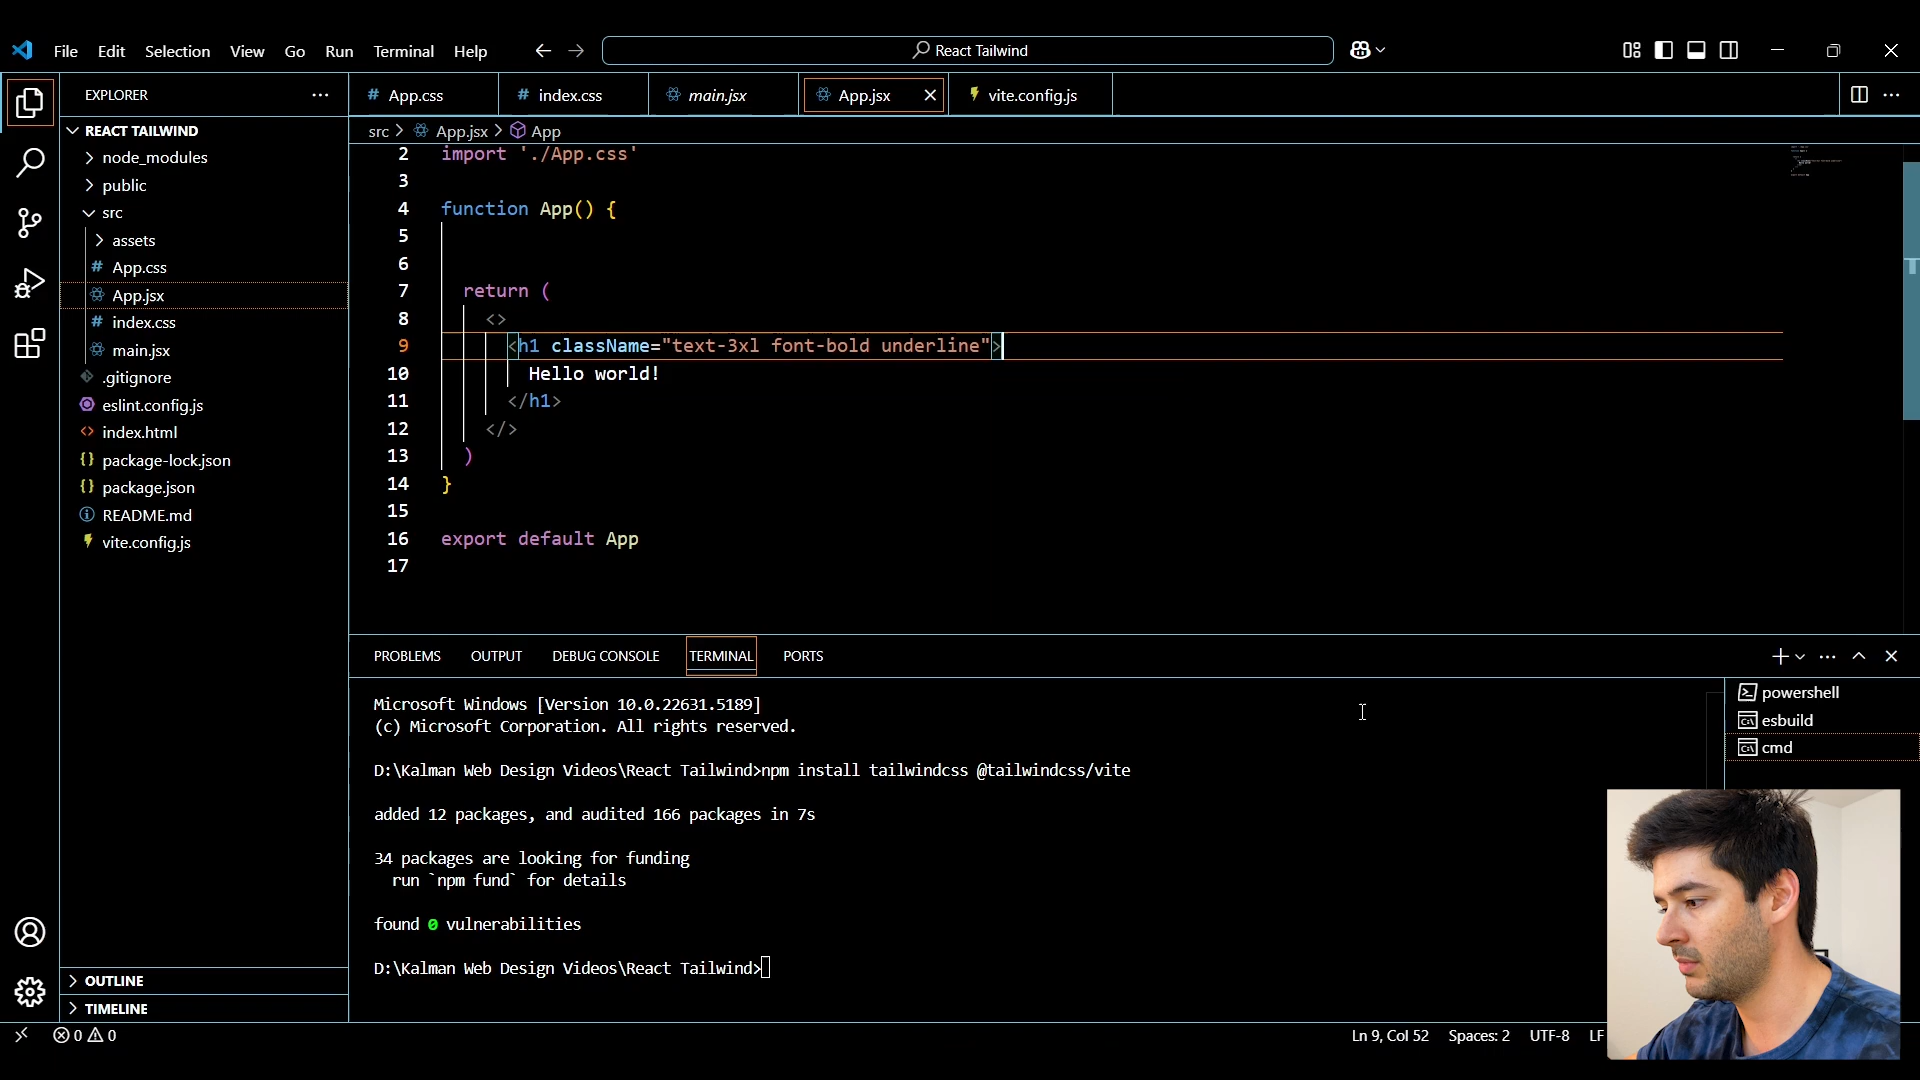 File Edit Selection View Go Run Terminal Help
React Tailwind
EXPLORER
REACT TAILWIND
node_modules
public
src
assets
App.css
App.jsx
index.css
main.jsx
.gitignore
eslint.config.js
index.html
package-lock.json
package.json
README.md
vite.config.js
OUTLINE
TIMELINE
App.css index.css main.jsx App.jsx vite.config.js
src > App.jsx > App
2 import './App.css'
3
4 function App() {
5
6
7 return (
8 <>
9 <h1 className="text-3xl font-bold underline">
10 Hello world!
11 </h1>
12 </>
13 )
14 }
15
16 export default App
17
PROBLEMS OUTPUT DEBUG CONSOLE TERMINAL PORTS
Microsoft Windows [Version 10.0.22631.5189]
(c) Microsoft Corporation. All rights reserved.
D:\Kalman Web Design Videos\React Tailwind>npm install tailwindcss @tailwindcss/vite
added 12 packages, and audited 166 packages in 7s
34 packages are looking for funding
run `npm fund` for details
found 0 vulnerabilities
D:\Kalman Web Design Videos\React Tailwind>
powershell
esbuild
cmd
0 0
Ln 9, Col 52 Spaces: 2 UTF-8 LF